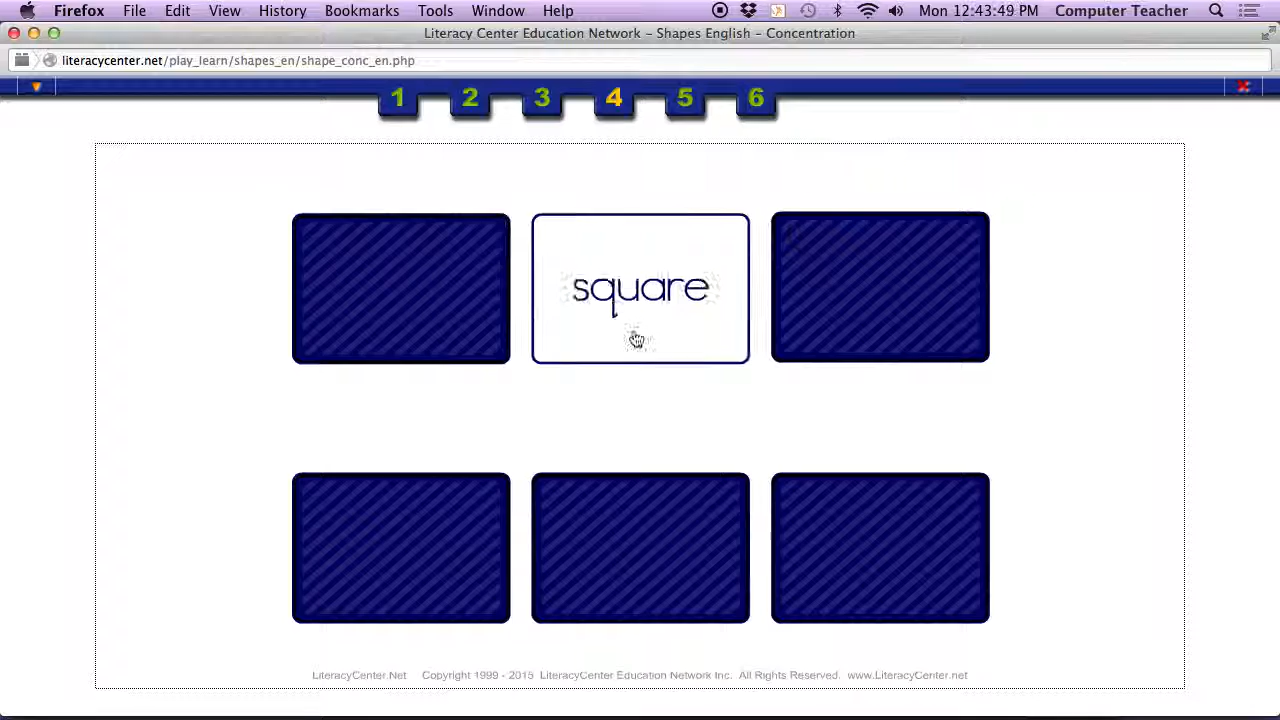 Firefox File Edit View History Bookmarks Tools Window Help Mon 12:43:49 PM Computer Teacher
Literacy Center Education Network – Shapes English – Concentration
literacycenter.net/play_learn/shapes_en/shape_conc_en.php
1 2 3 4 5 6
square
LiteracyCenter.Net Copyright 1999 - 2015 LiteracyCenter Education Network Inc. All Rights Reserved. www.LiteracyCenter.net